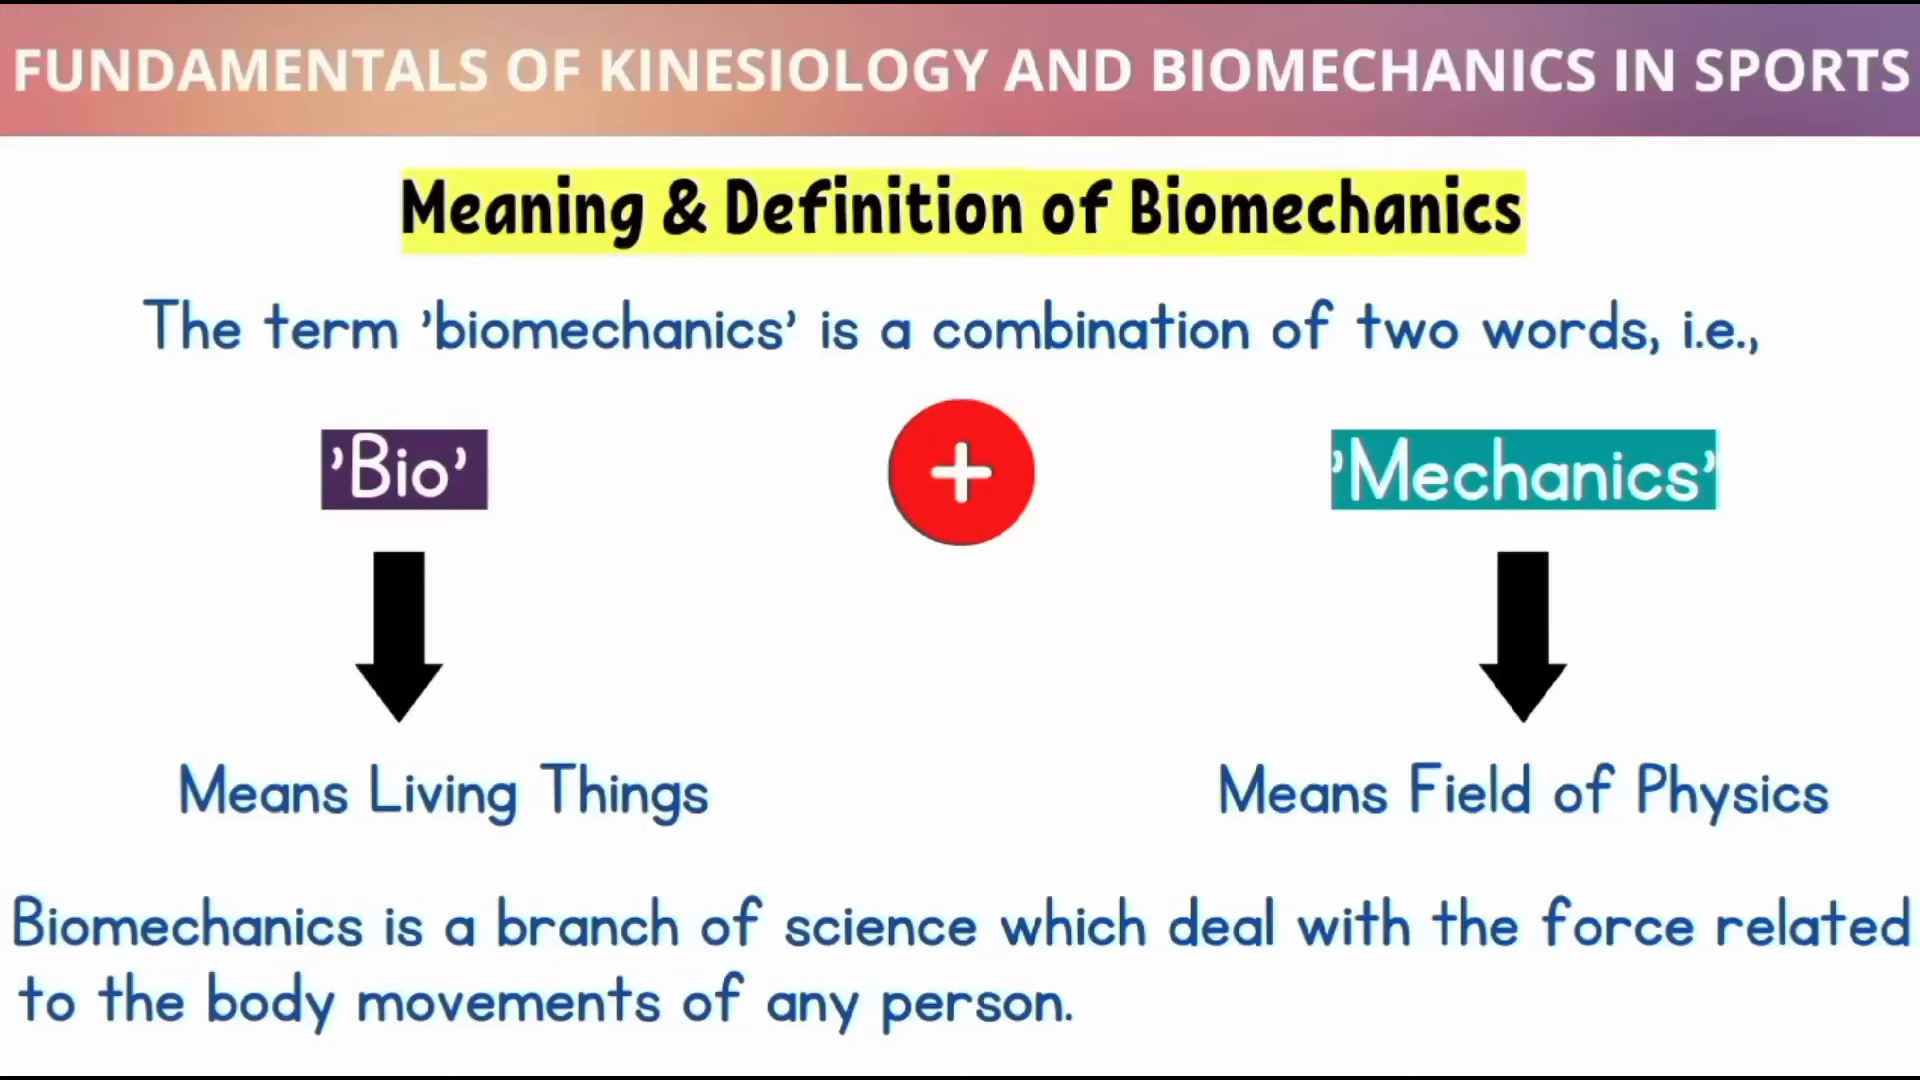 FUNDAMENTALS OF KINESIOLOGY AND BIOMECHANICS IN SPORTS
Meaning & Definition of Biomechanics
The term ’biomechanics’ is a combination of two words, i.e.,
’Bio’ + ’Mechanics’
Means Living Things Means Field of Physics
Biomechanics is a branch of science which deal with the force related
to the body movements of any person.